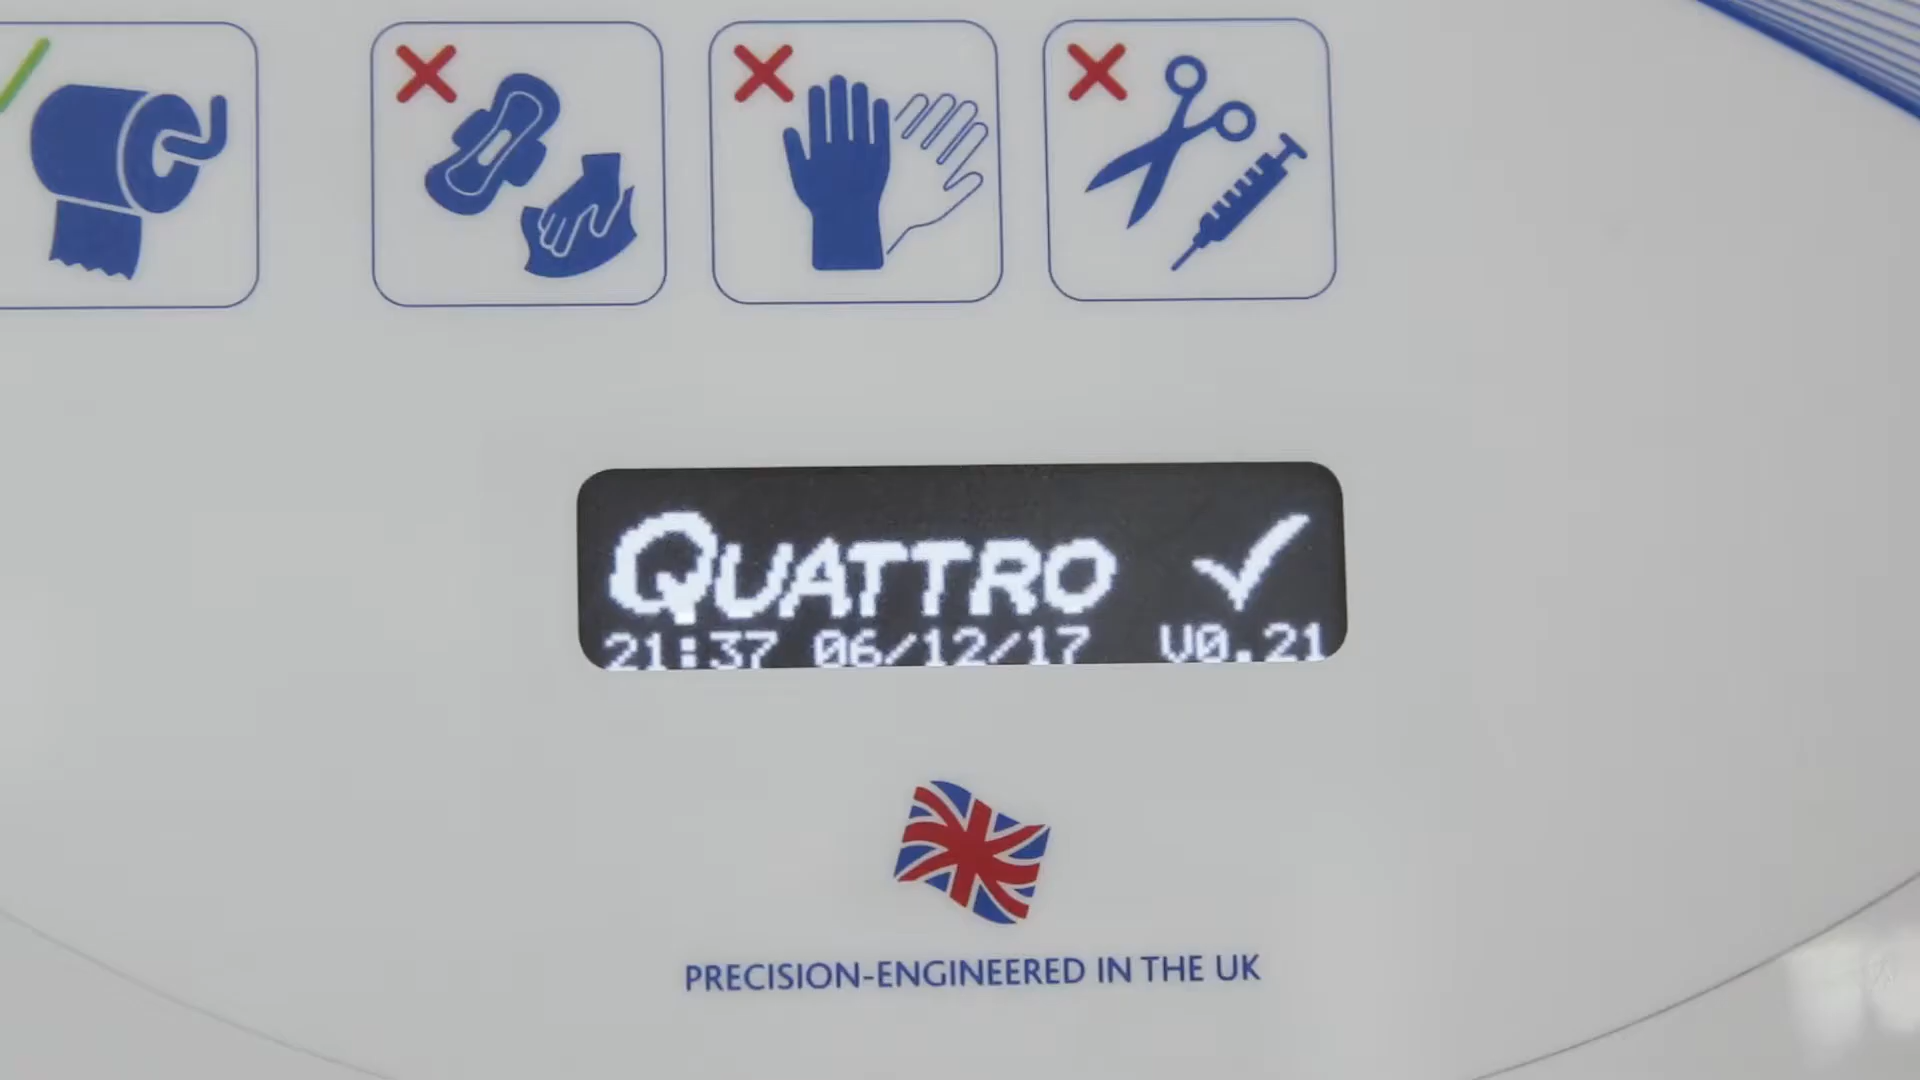 QUATTRO
21:37 06/12/17 V0.21
PRECISION-ENGINEERED IN THE UK